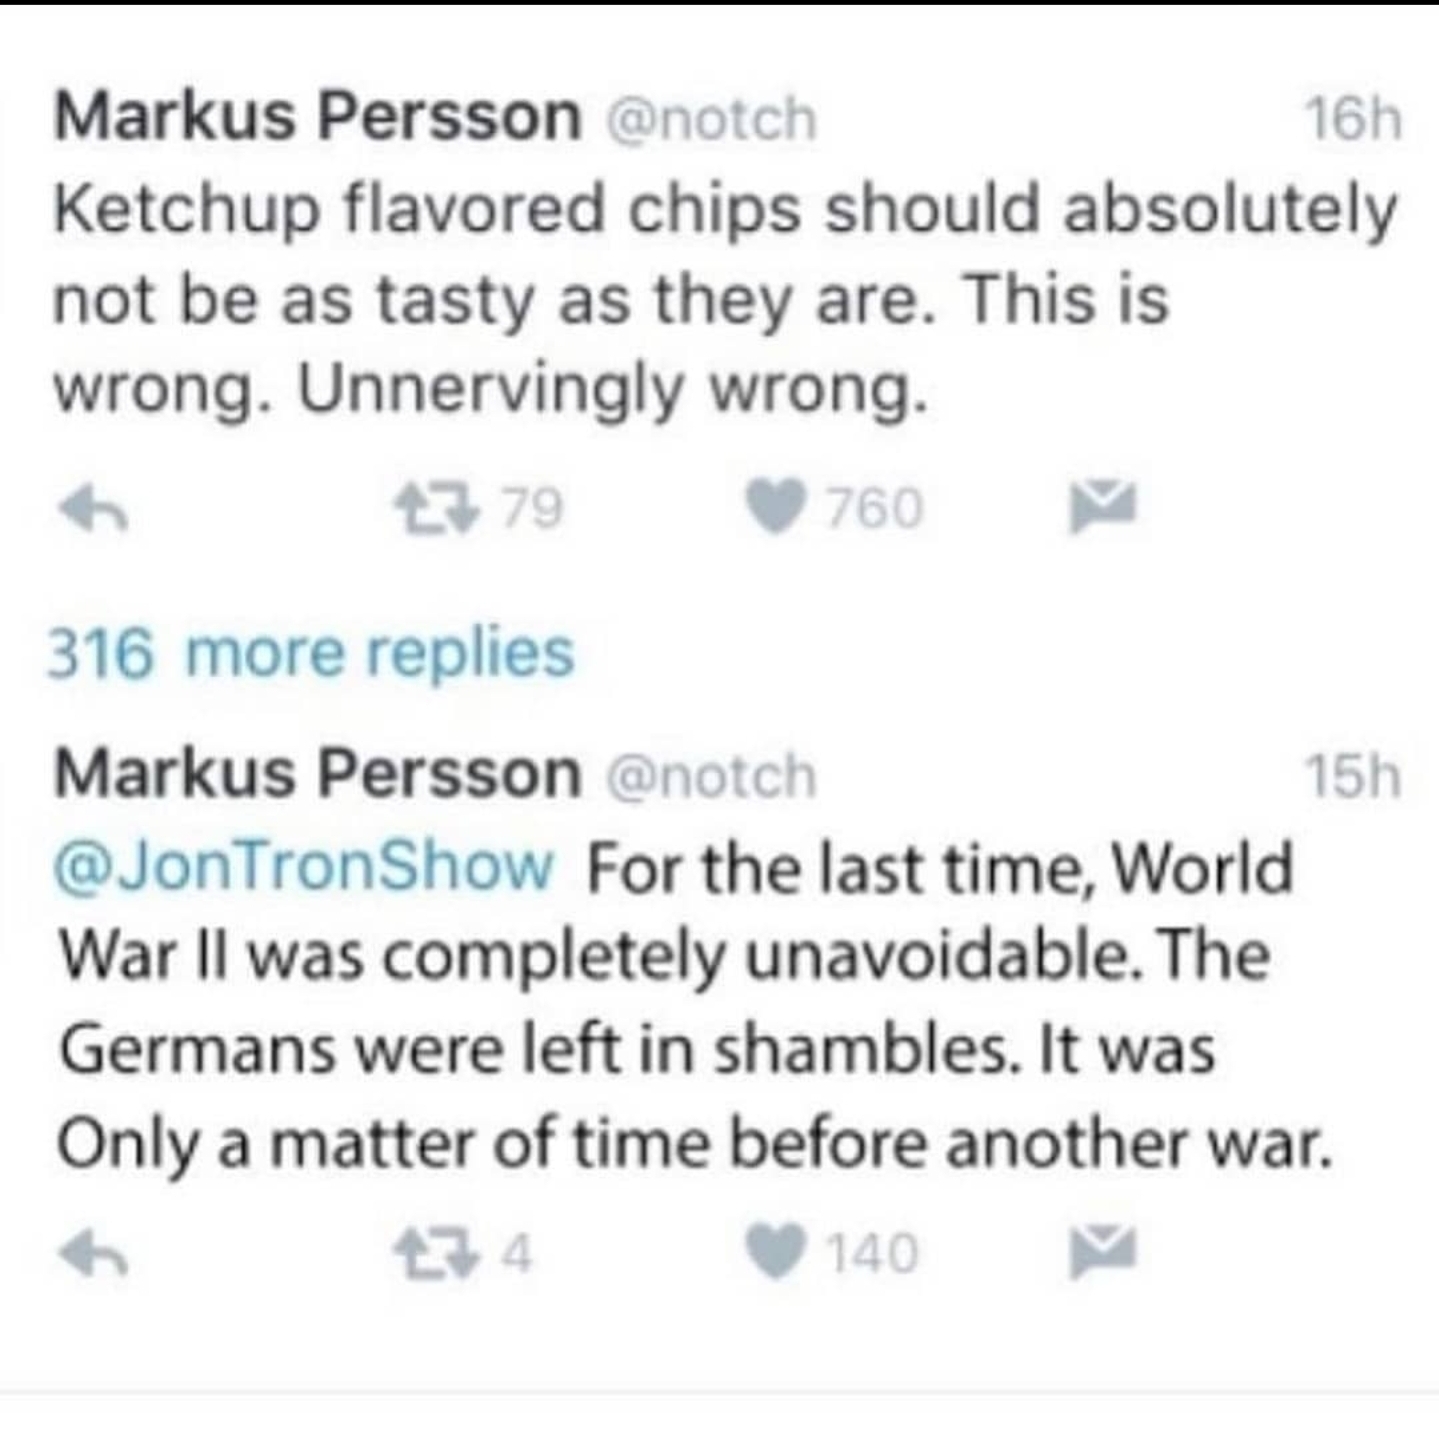 Markus Persson @notch 16h
Ketchup flavored chips should absolutely
not be as tasty as they are. This is
wrong. Unnervingly wrong.
79 760
316 more replies
Markus Persson @notch 15h
@JonTronShow For the last time, World
War II was completely unavoidable. The
Germans were left in shambles. It was
Only a matter of time before another war.
4 140